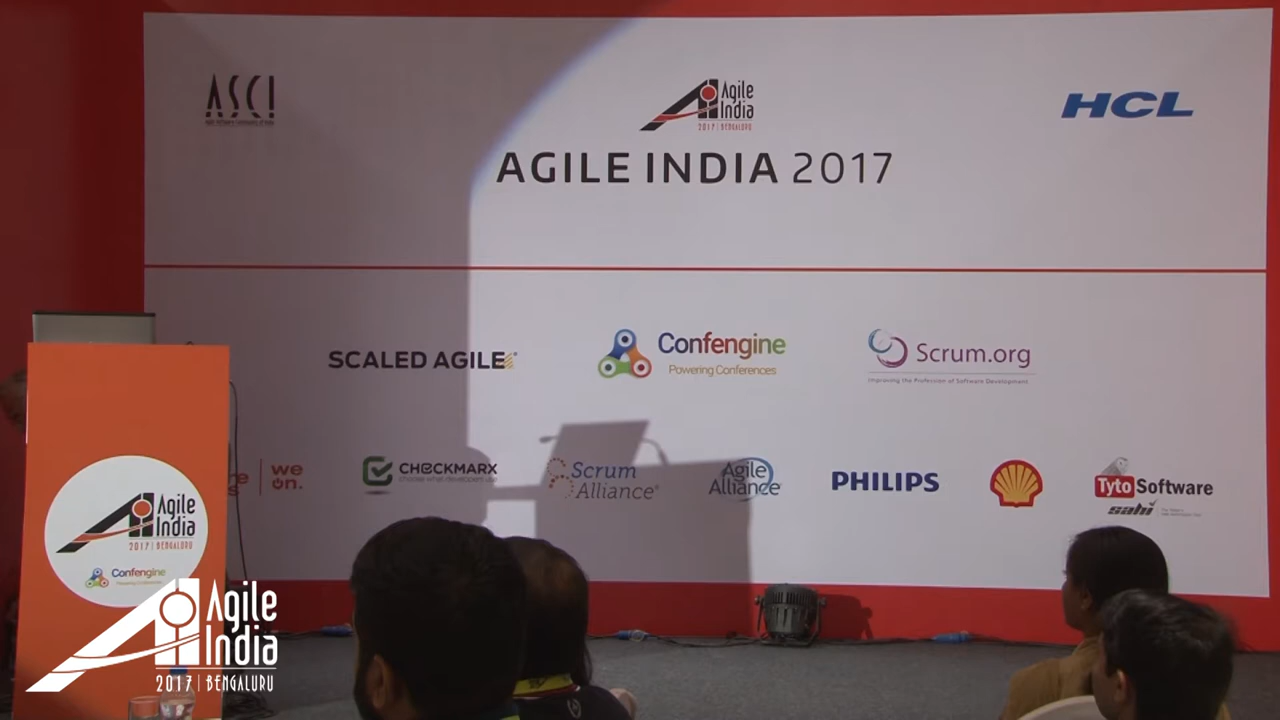 ASCI
Agile
India
2017 | BENGALURU
HCL
AGILE INDIA 2017
SCALED AGILE
Confengine
Powering Conferences
Scrum.org
Improving the Profession of Software Development
we
on.
CHECKMARX
Scrum
Alliance
Agile
Alliance
PHILIPS
Tyto Software
sahi
Agile
India
2017 | BENGALURU
Confengine
Powering Conferences
Agile
India
2017 | BENGALURU